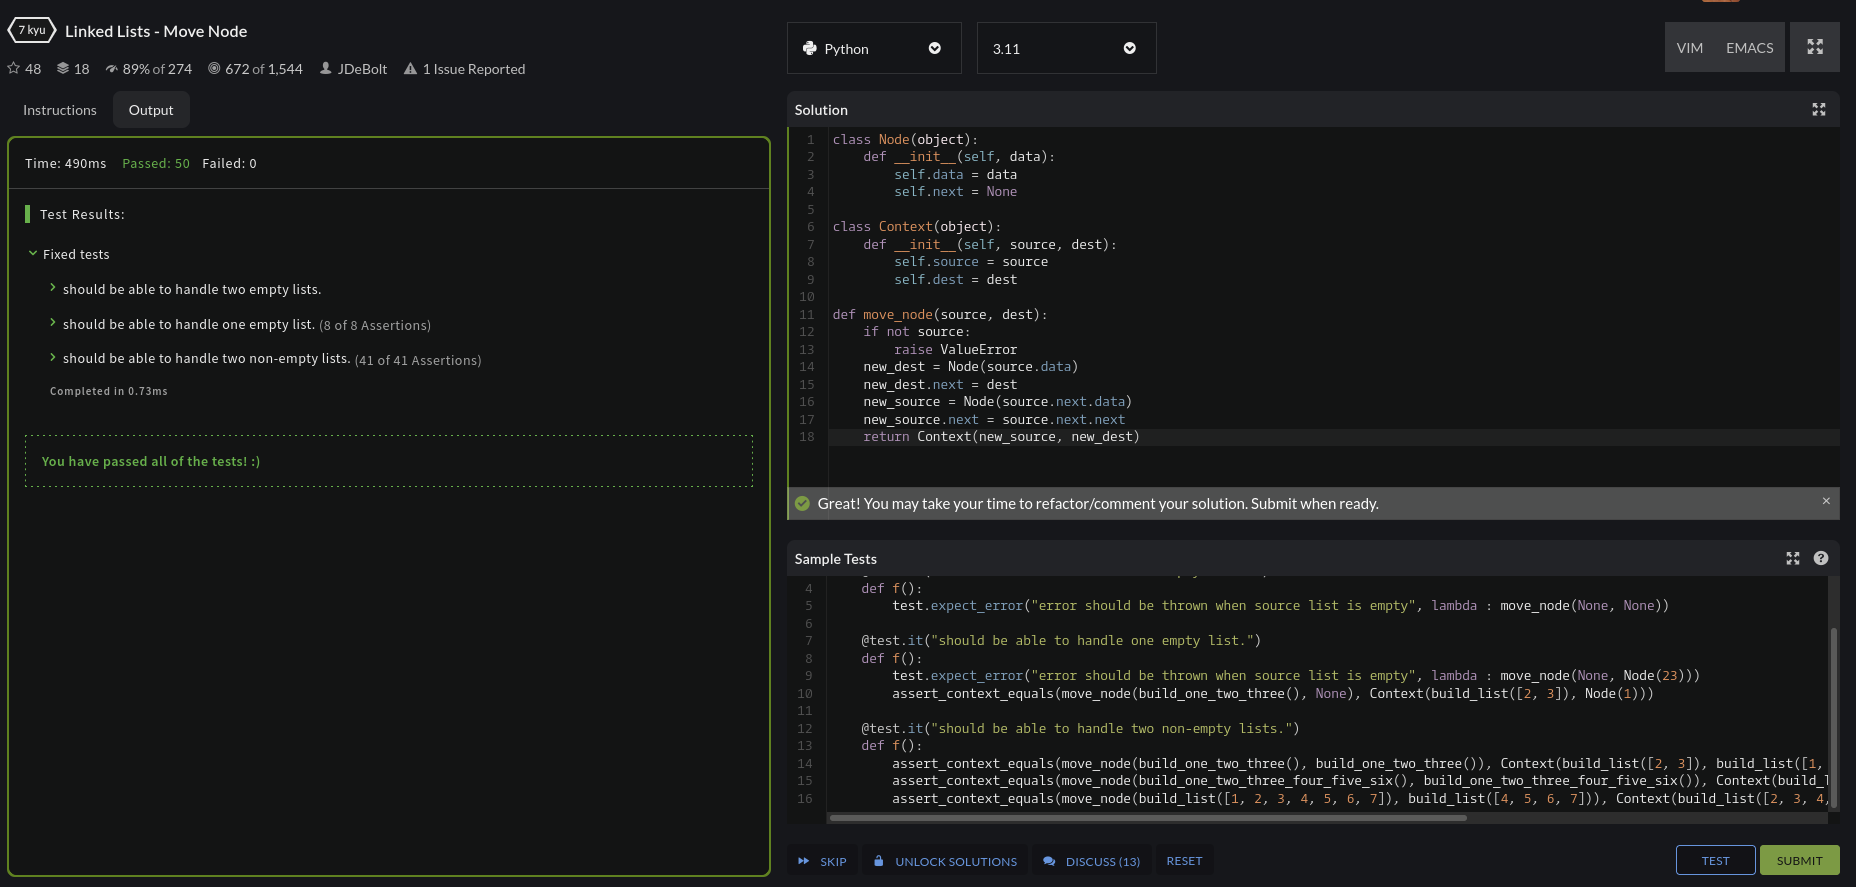 7 kyu Linked Lists - Move Node
48 18 89% of 274 672 of 1,544 JDeBolt 1 Issue Reported
Instructions Output
Time: 490ms Passed: 50 Failed: 0
Test Results:
Fixed tests
should be able to handle two empty lists.
should be able to handle one empty list. (8 of 8 Assertions)
should be able to handle two non-empty lists. (41 of 41 Assertions)
Completed in 0.73ms
You have passed all of the tests! :)
Python 3.11 VIM EMACS
Solution
1 class Node(object):
2     def __init__(self, data):
3         self.data = data
4         self.next = None
5
6 class Context(object):
7     def __init__(self, source, dest):
8         self.source = source
9         self.dest = dest
10
11 def move_node(source, dest):
12     if not source:
13         raise ValueError
14     new_dest = Node(source.data)
15     new_dest.next = dest
16     new_source = Node(source.next.data)
17     new_source.next = source.next.next
18     return Context(new_source, new_dest)
Great! You may take your time to refactor/comment your solution. Submit when ready. ×
Sample Tests ?
4     def f():
5         test.expect_error("error should be thrown when source list is empty", lambda : move_node(None, None))
6
7     @test.it("should be able to handle one empty list.")
8     def f():
9         test.expect_error("error should be thrown when source list is empty", lambda : move_node(None, Node(23)))
10         assert_context_equals(move_node(build_one_two_three(), None), Context(build_list([2, 3]), Node(1)))
11
12     @test.it("should be able to handle two non-empty lists.")
13     def f():
14         assert_context_equals(move_node(build_one_two_three(), build_one_two_three()), Context(build_list([2, 3]), build_list([1,
15         assert_context_equals(move_node(build_one_two_three_four_five_six(), build_one_two_three_four_five_six()), Context(build_l
16         assert_context_equals(move_node(build_list([1, 2, 3, 4, 5, 6, 7]), build_list([4, 5, 6, 7])), Context(build_list([2, 3, 4,
SKIP UNLOCK SOLUTIONS DISCUSS (13) RESET TEST SUBMIT